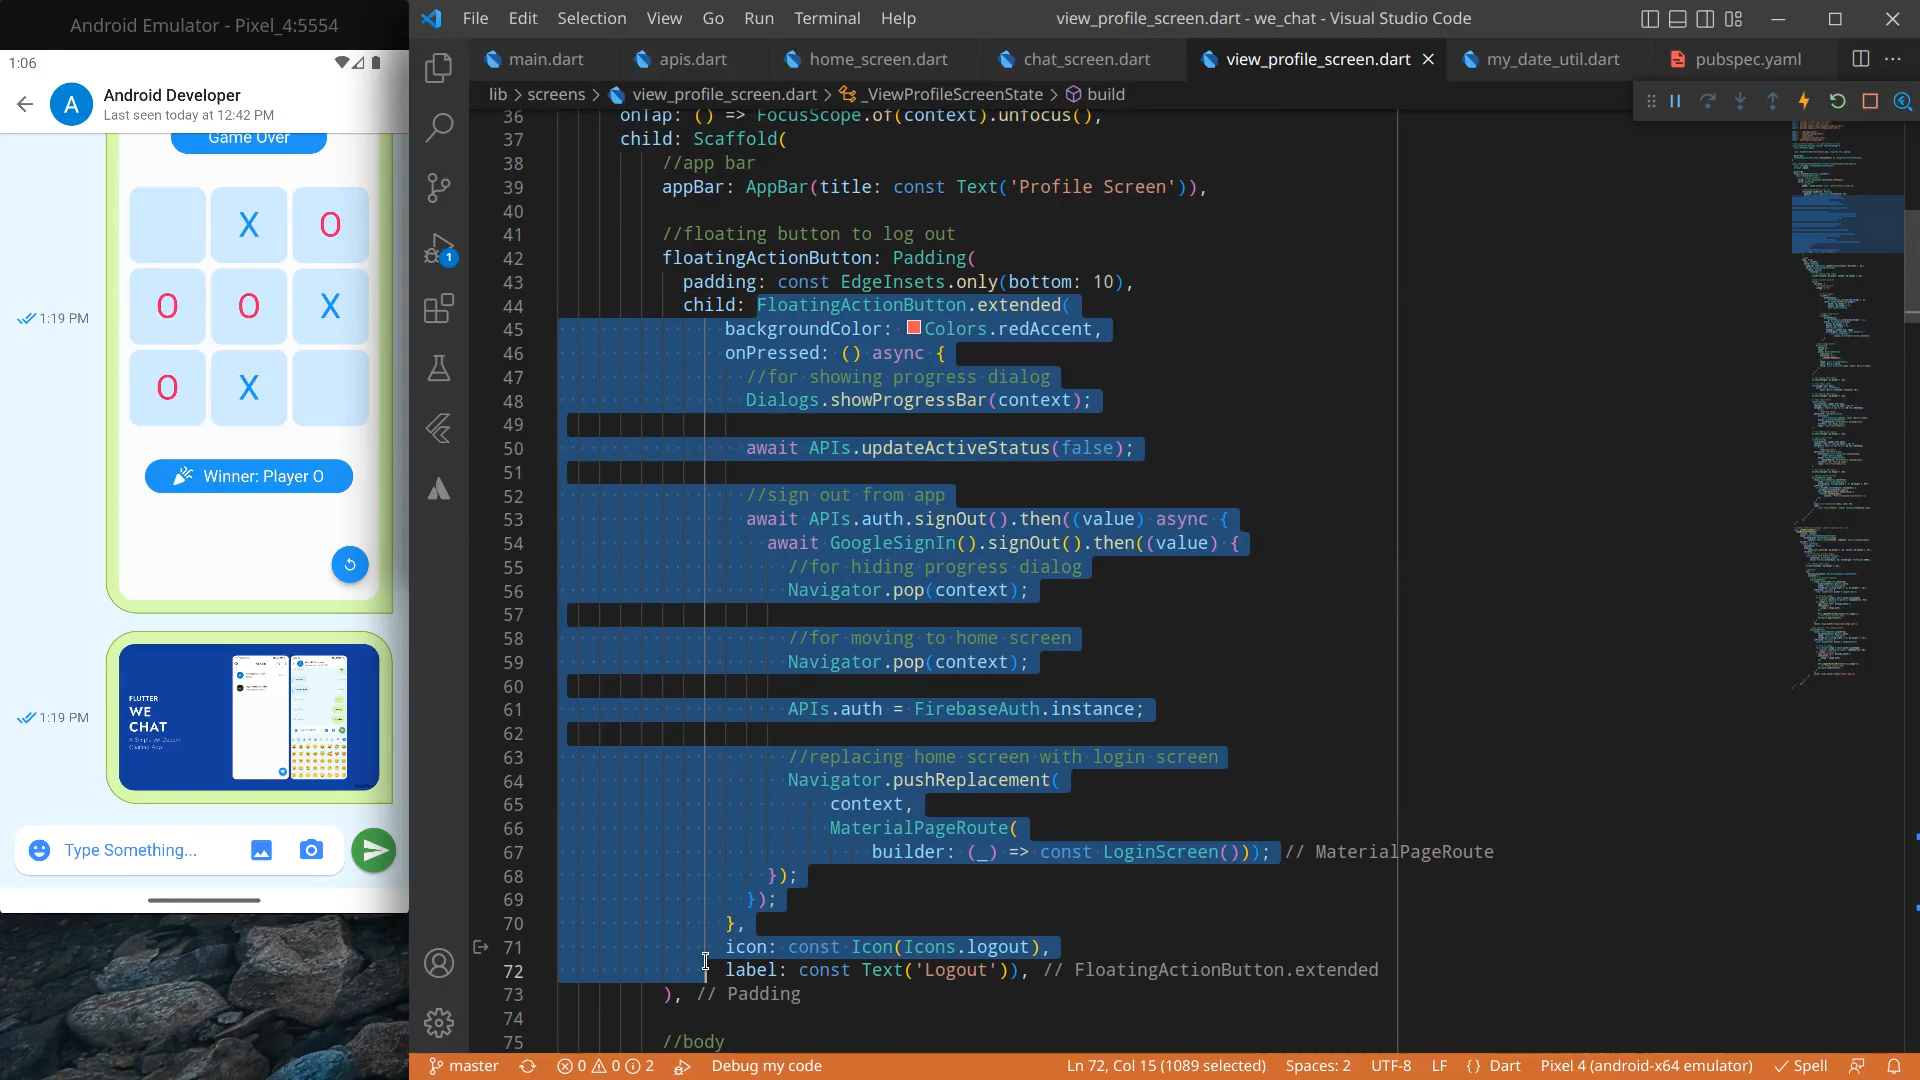 Android Emulator - Pixel_4:5554
1:06
Android Developer
Last seen today at 12:42 PM
Game Over
X O
O O X
O X
1:19 PM
Winner: Player O
1:19 PM
FLUTTER
WE
CHAT
Type Something...
File Edit Selection View Go Run Terminal Help
view_profile_screen.dart - we_chat - Visual Studio Code
main.dart apis.dart home_screen.dart chat_screen.dart view_profile_screen.dart my_date_util.dart pubspec.yaml
lib > screens > view_profile_screen.dart > _ViewProfileScreenState > build
36 onTap: () => FocusScope.of(context).unfocus(),
37 child: Scaffold(
38 //app bar
39 appBar: AppBar(title: const Text('Profile Screen')),
40
41 //floating button to log out
42 floatingActionButton: Padding(
43 padding: const EdgeInsets.only(bottom: 10),
44 child: FloatingActionButton.extended(
45 backgroundColor: Colors.redAccent,
46 onPressed: () async {
47 //for showing progress dialog
48 Dialogs.showProgressBar(context);
49
50 await APIs.updateActiveStatus(false);
51
52 //sign out from app
53 await APIs.auth.signOut().then((value) async {
54 await GoogleSignIn().signOut().then((value) {
55 //for hiding progress dialog
56 Navigator.pop(context);
57
58 //for moving to home screen
59 Navigator.pop(context);
60
61 APIs.auth = FirebaseAuth.instance;
62
63 //replacing home screen with login screen
64 Navigator.pushReplacement(
65 context,
66 MaterialPageRoute(
67 builder: (_) => const LoginScreen())); // MaterialPageRoute
68 });
69 });
70 },
71 icon: const Icon(Icons.logout),
72 label: const Text('Logout')), // FloatingActionButton.extended
73 ), // Padding
74
75 //body
1
master 0 0 2 Debug my code Ln 72, Col 15 (1089 selected) Spaces: 2 UTF-8 LF { } Dart Pixel 4 (android-x64 emulator) Spell